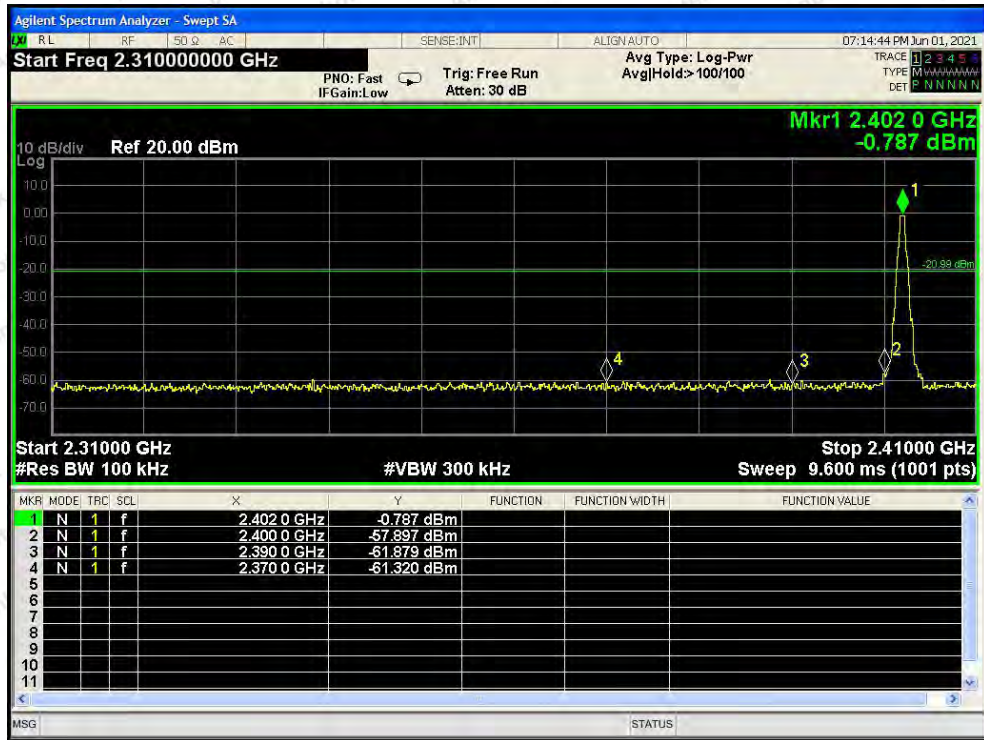 Agilent Spectrum Analyzer - Swept SA
LXI RL RF 50 Ω AC SENSE:INT ALIGN AUTO 07:14:44 PM Jun 01, 2021
Start Freq 2.310000000 GHz
PNO: Fast Trig: Free Run Avg Type: Log-Pwr TRACE 1 2 3 4 5 6
IFGain:Low Atten: 30 dB Avg|Hold:> 100/100 TYPE MWWWWW
DET P N N N N N
Mkr1 2.402 0 GHz
-0.787 dBm
10 dB/div Ref 20.00 dBm
Log
10.0
0.00
-10.0
-20.0
-30.0
-40.0
-50.0
-60.0
-70.0
1
-20.99 dBm
2
3
4
Start 2.31000 GHz Stop 2.41000 GHz
#Res BW 100 kHz #VBW 300 kHz Sweep 9.600 ms (1001 pts)
MKR MODE TRC SCL X Y FUNCTION FUNCTION WIDTH FUNCTION VALUE
1 N 1 f 2.402 0 GHz -0.787 dBm
2 N 1 f 2.400 0 GHz -57.897 dBm
3 N 1 f 2.390 0 GHz -61.879 dBm
4 N 1 f 2.370 0 GHz -61.320 dBm
5
6
7
8
9
10
11
MSG STATUS